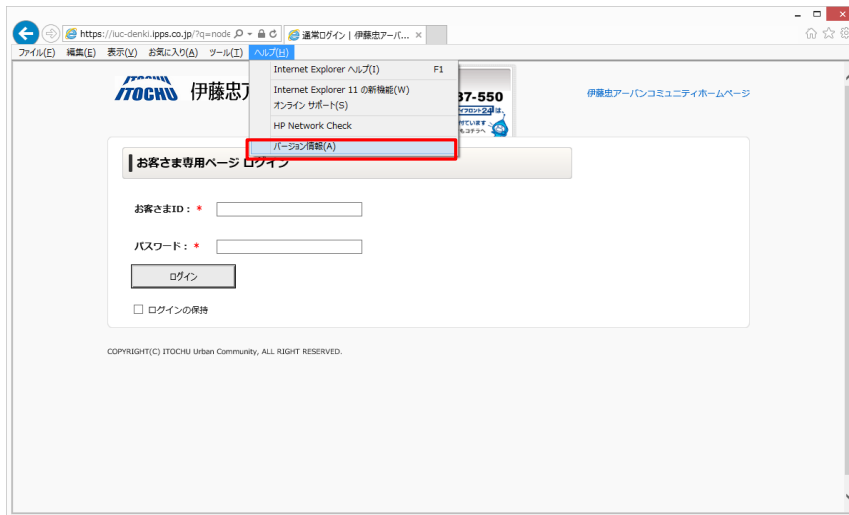 https://iuc-denki.ipps.co.jp/?q=node
通常ログイン | 伊藤忠アーバ...
ファイル(F) 編集(E) 表示(V) お気に入り(A) ツール(T) ヘルプ(H)
Internet Explorer ヘルプ(I) F1
Internet Explorer 11 の新機能(W)
オンライン サポート(S)
HP Network Check
バージョン情報(A)
ITOCHU 伊藤忠
37-550
伊藤忠アーバンコミュニティホームページ
お客さま専用ページ ログイン
お客さまID : *
パスワード : *
ログイン
ログインの保持
COPYRIGHT(C) ITOCHU Urban Community, ALL RIGHT RESERVED.